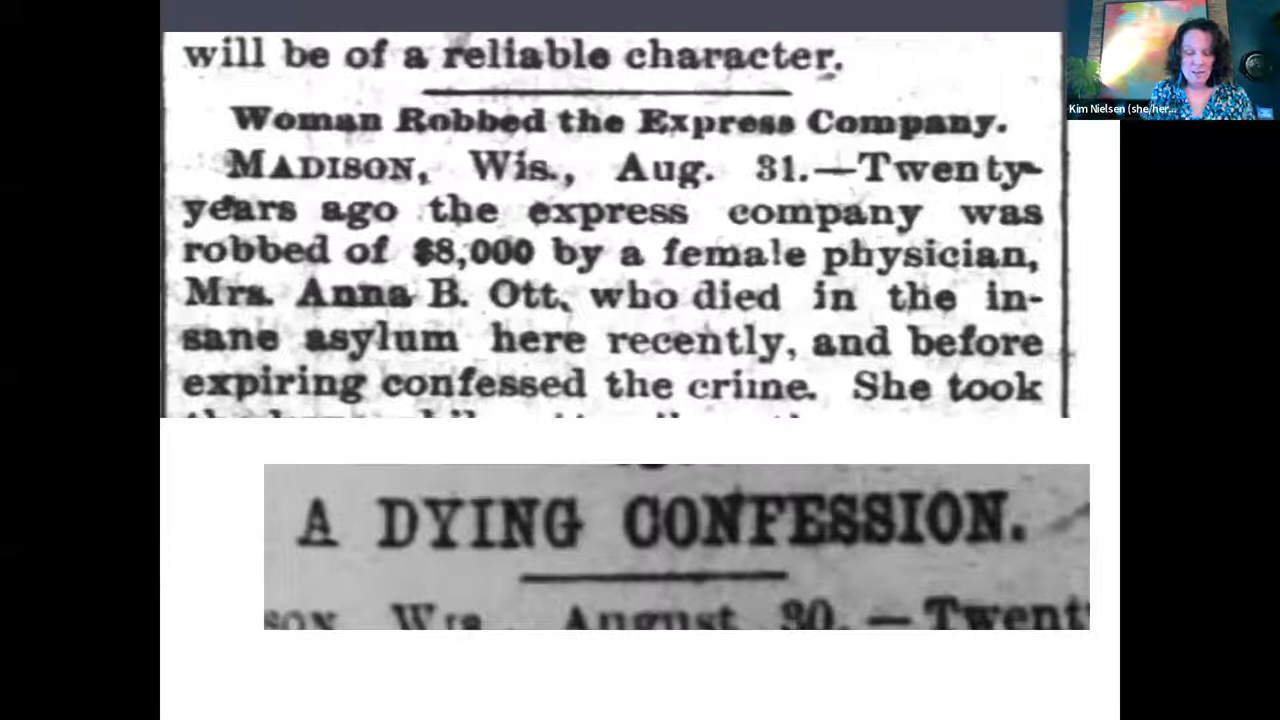 will be of a reliable character.
Woman Robbed the Express Company.
MADISON, Wis., Aug. 31.—Twenty
years ago the express company was
robbed of $8,000 by a female physician,
Mrs. Anna B. Ott, who died in the in-
sane asylum here recently, and before
expiring confessed the crime. She took
A DYING CONFESSION.
August 30.—Twent
Kim Nielsen (she/her...